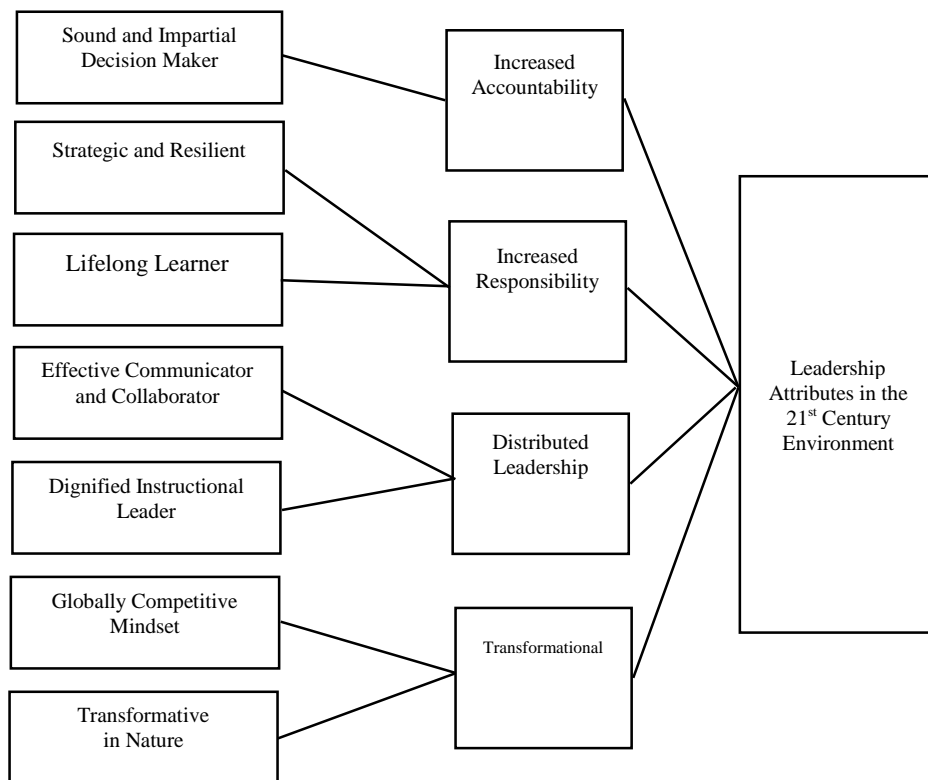 Sound and Impartial
Decision Maker
Strategic and Resilient
Lifelong Learner
Effective Communicator
and Collaborator
Dignified Instructional
Leader
Globally Competitive
Mindset
Transformative
in Nature
Increased
Accountability
Increased
Responsibility
Distributed
Leadership
Transformational
Leadership
Attributes in the
21st Century
Environment